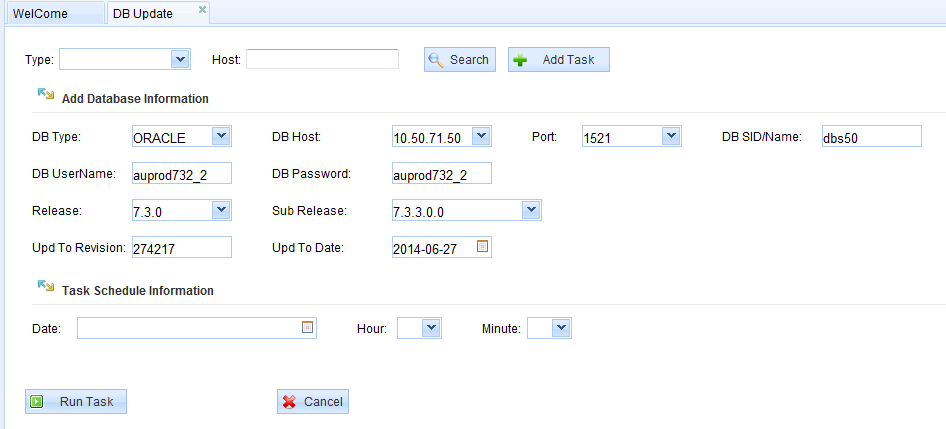 WelCome DB Update
Type: Host: Search Add Task
Add Database Information
DB Type: ORACLE DB Host: 10.50.71.50 Port: 1521 DB SID/Name: dbs50
DB UserName: auprod732_2 DB Password: auprod732_2
Release: 7.3.0 Sub Release: 7.3.3.0.0
Upd To Revision: 274217 Upd To Date: 2014-06-27
Task Schedule Information
Date: Hour: Minute:
Run Task Cancel